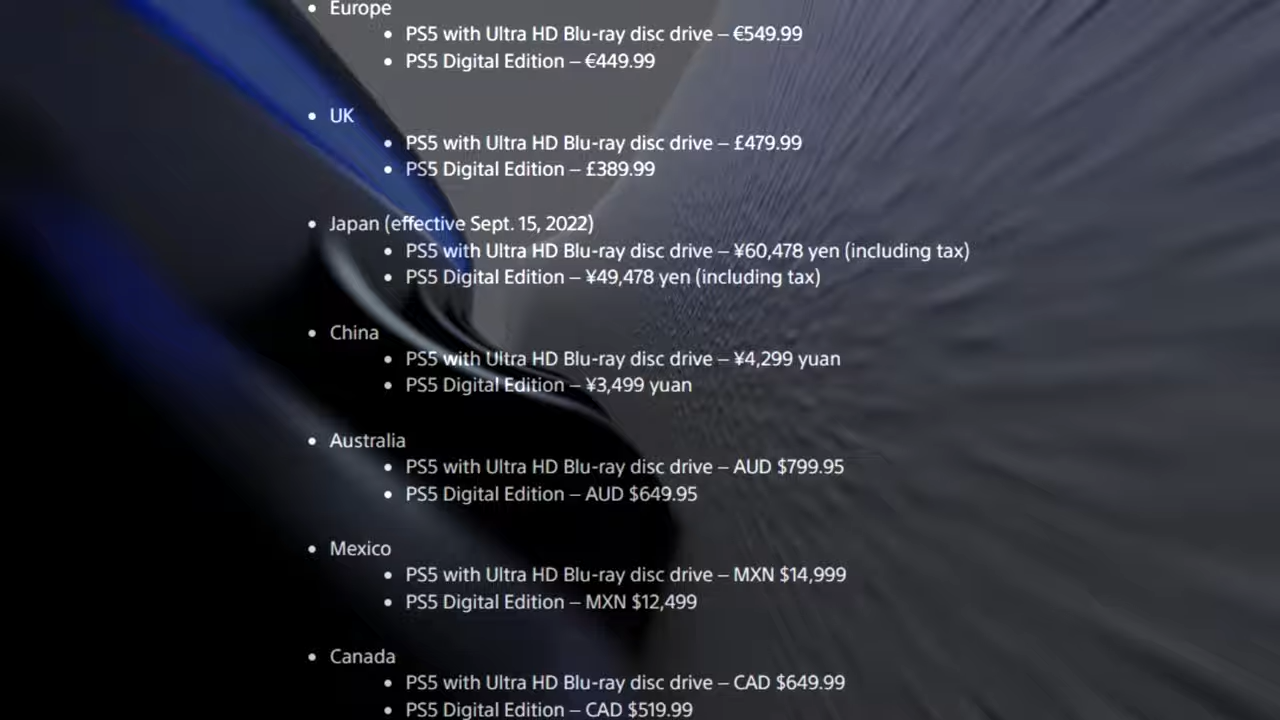 • Europe
• PS5 with Ultra HD Blu-ray disc drive – €549.99
• PS5 Digital Edition – €449.99
• UK
• PS5 with Ultra HD Blu-ray disc drive – £479.99
• PS5 Digital Edition – £389.99
• Japan (effective Sept. 15, 2022)
• PS5 with Ultra HD Blu-ray disc drive – ¥60,478 yen (including tax)
• PS5 Digital Edition – ¥49,478 yen (including tax)
• China
• PS5 with Ultra HD Blu-ray disc drive – ¥4,299 yuan
• PS5 Digital Edition – ¥3,499 yuan
• Australia
• PS5 with Ultra HD Blu-ray disc drive – AUD $799.95
• PS5 Digital Edition – AUD $649.95
• Mexico
• PS5 with Ultra HD Blu-ray disc drive – MXN $14,999
• PS5 Digital Edition – MXN $12,499
• Canada
• PS5 with Ultra HD Blu-ray disc drive – CAD $649.99
• PS5 Digital Edition – CAD $519.99